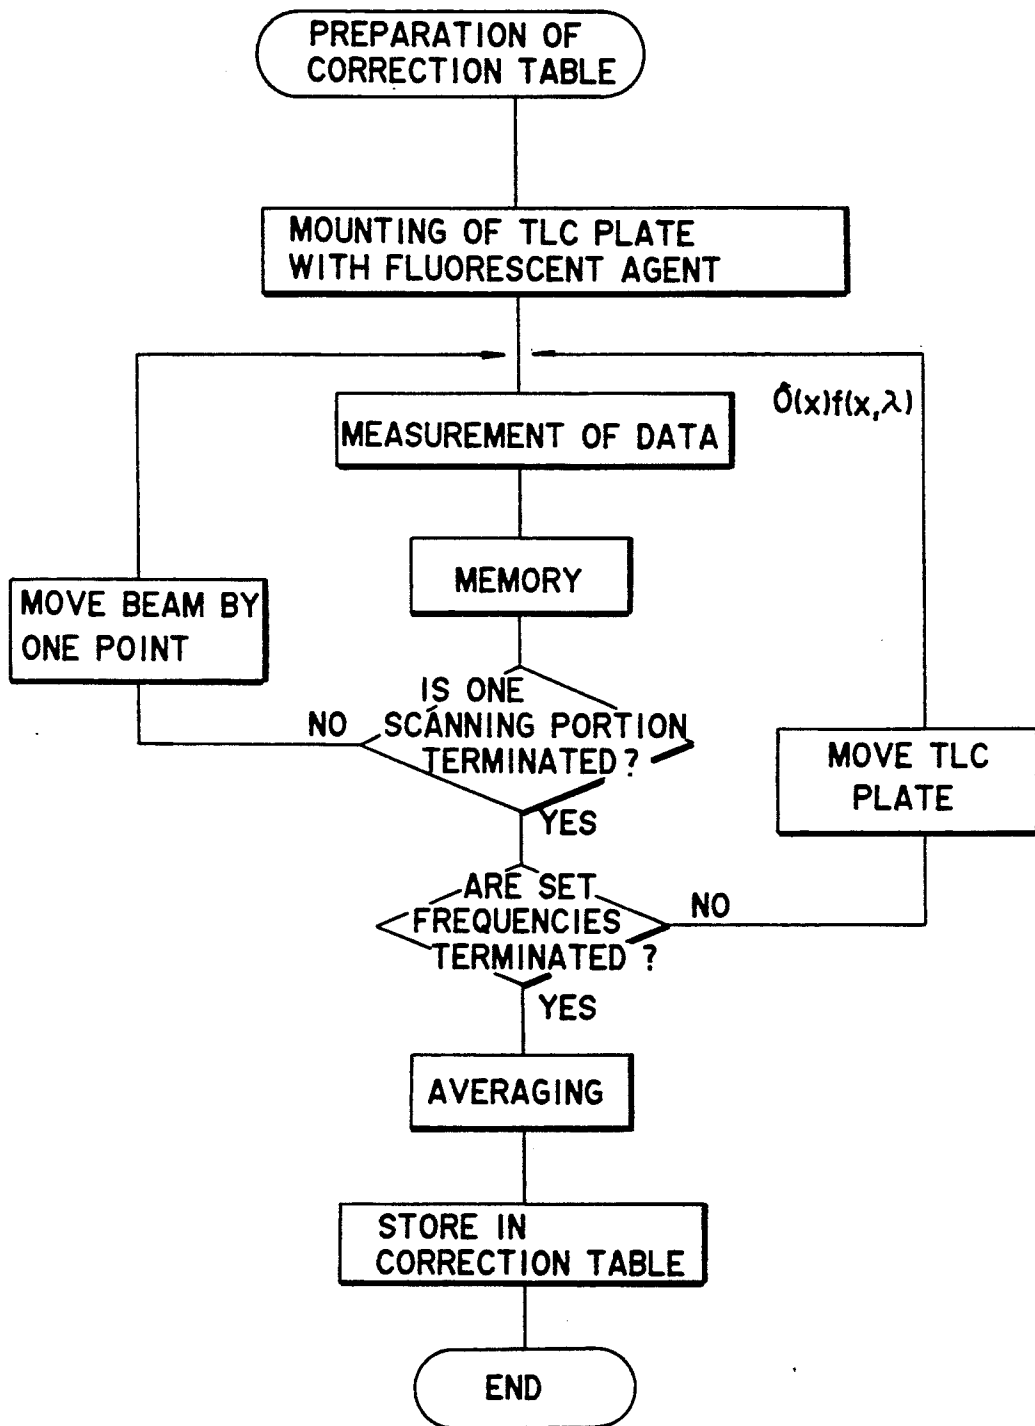 PREPARATION OF
CORRECTION TABLE
MOUNTING OF TLC PLATE
WITH FLUORESCENT AGENT
Ô(x)f(x,λ)
MEASUREMENT OF DATA
MEMORY
MOVE BEAM BY
ONE POINT
IS ONE
SCANNING PORTION
TERMINATED?
NO
YES
MOVE TLC
PLATE
ARE SET
FREQUENCIES
TERMINATED?
NO
YES
AVERAGING
STORE IN
CORRECTION TABLE
END